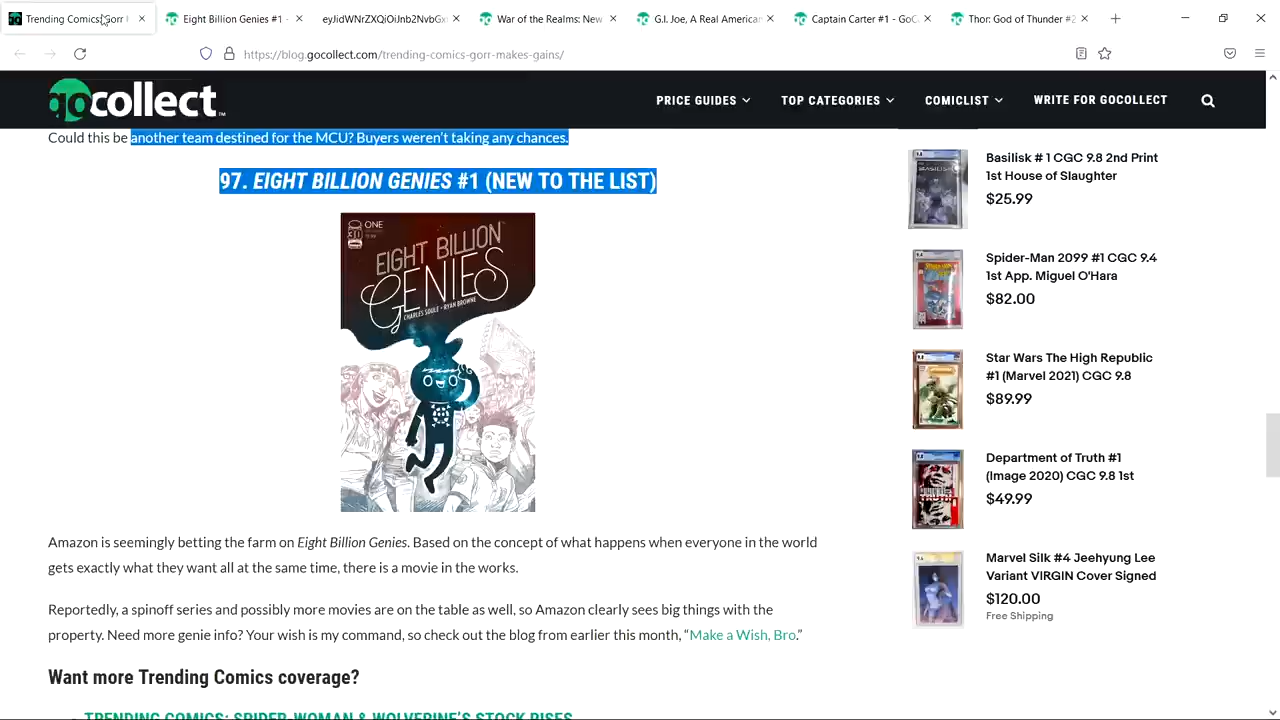 Trending Comics: Gorr
Eight Billion Genies #1 -
eyJidWNrZXQiOiJnb2NvbGx
War of the Realms: New
G.I. Joe, A Real American
Captain Carter #1 - GoC
Thor: God of Thunder #2
https://blog.gocollect.com/trending-comics-gorr-makes-gains/
gocollect™
PRICE GUIDES
TOP CATEGORIES
COMICLIST
WRITE FOR GOCOLLECT
Could this be another team destined for the MCU? Buyers weren't taking any chances.
97. EIGHT BILLION GENIES #1 (NEW TO THE LIST)
ONE
EIGHT BILLION
GENIES
CHARLES SOULE • RYAN BROWNE
Amazon is seemingly betting the farm on Eight Billion Genies. Based on the concept of what happens when everyone in the world
gets exactly what they want all at the same time, there is a movie in the works.
Reportedly, a spinoff series and possibly more movies are on the table as well, so Amazon clearly sees big things with the
property. Need more genie info? Your wish is my command, so check out the blog from earlier this month, “Make a Wish, Bro.”
Want more Trending Comics coverage?
TRENDING COMICS: SPIDER-WOMAN & WOLVERINE'S STOCK RISES
Basilisk # 1 CGC 9.8 2nd Print
1st House of Slaughter
$25.99
Spider-Man 2099 #1 CGC 9.4
1st App. Miguel O'Hara
$82.00
Star Wars The High Republic
#1 (Marvel 2021) CGC 9.8
$89.99
Department of Truth #1
(Image 2020) CGC 9.8 1st
$49.99
Marvel Silk #4 Jeehyung Lee
Variant VIRGIN Cover Signed
$120.00
Free Shipping